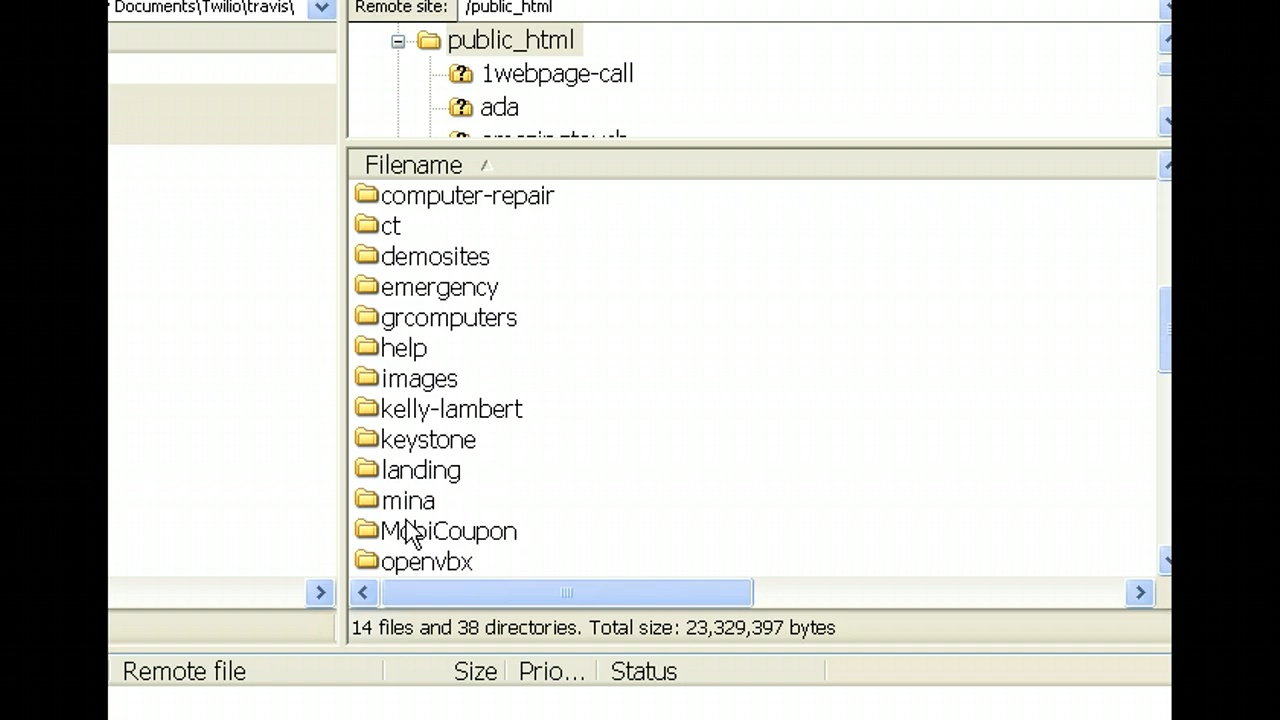 Documents\Twilio\travis\
Remote site: /public_html
public_html
1webpage-call
ada
Filename
computer-repair
ct
demosites
emergency
grcomputers
help
images
kelly-lambert
keystone
landing
mina
MobiCoupon
openvbx
14 files and 38 directories. Total size: 23,329,397 bytes
Remote file Size Prio... Status